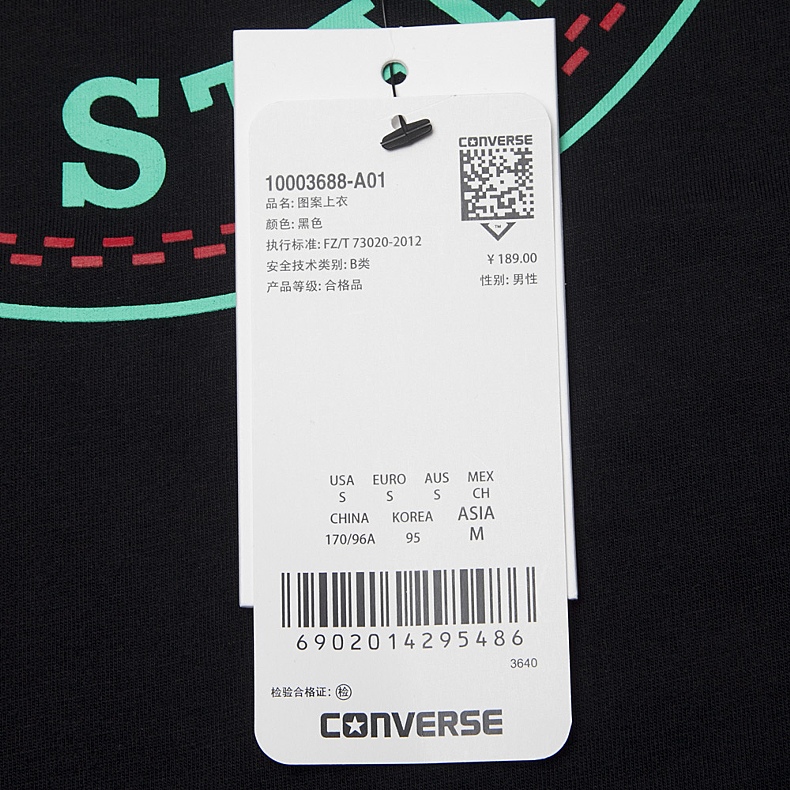 ST
CONVERSE
10003688-A01
品名: 图案上衣
颜色: 黑色
执行标准: FZ/T 73020-2012
安全技术类别: B类
产品等级: 合格品
TM
¥ 189.00
性别: 男性
USA EURO AUS MEX
S S S CH
CHINA KOREA ASIA
170/96A 95 M
6902014295486
3640
检验合格证: 检
CONVERSE